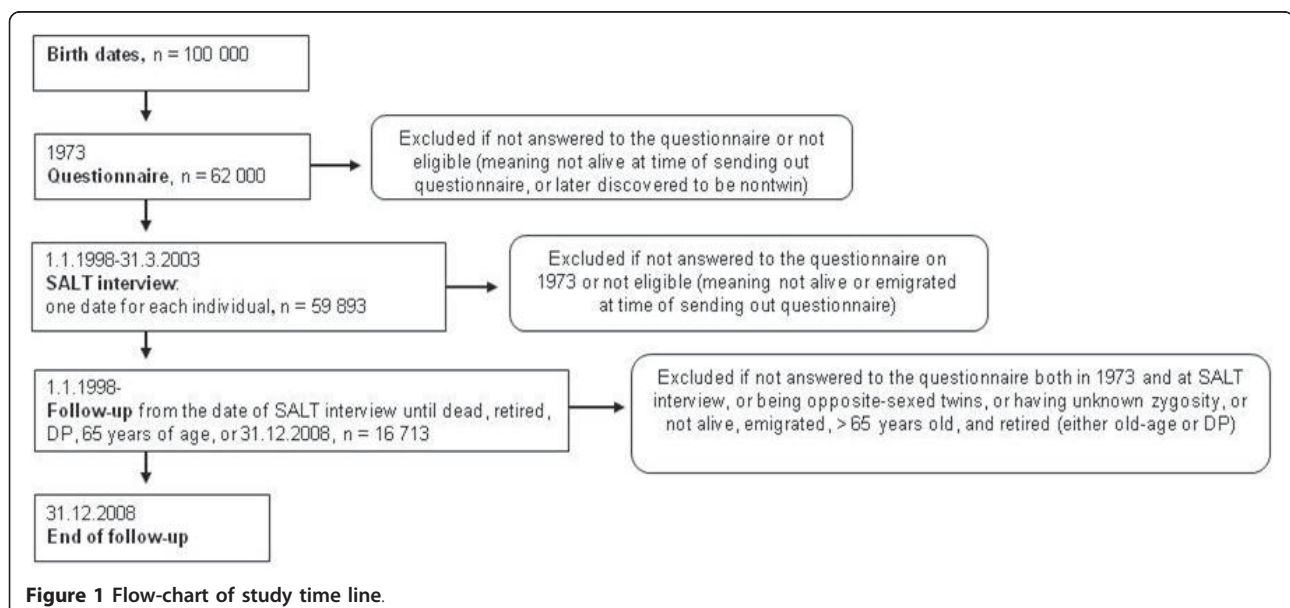 Birth dates, n = 100 000
1973
Questionnaire, n = 62 000
Excluded if not answered to the questionnaire or not
eligible (meaning not alive at time of sending out
questionnaire, or later discovered to be nontwin)
1.1.1998-31.3.2003
SALT interview:
one date for each individual, n = 59 893
Excluded if not answered to the questionnaire on
1973 or not eligible (meaning not alive or emigrated
at time of sending out questionnaire)
1.1.1998-
Follow-up from the date of SALT interview until dead, retired,
DP, 65 years of age, or 31.12.2008, n = 16 713
Excluded if not answered to the questionnaire both in 1973 and at SALT
interview, or being opposite-sexed twins, or having unknown zygosity, or
not alive, emigrated, > 65 years old, and retired (either old-age or DP)
31.12.2008
End of follow-up
Figure 1 Flow-chart of study time line.